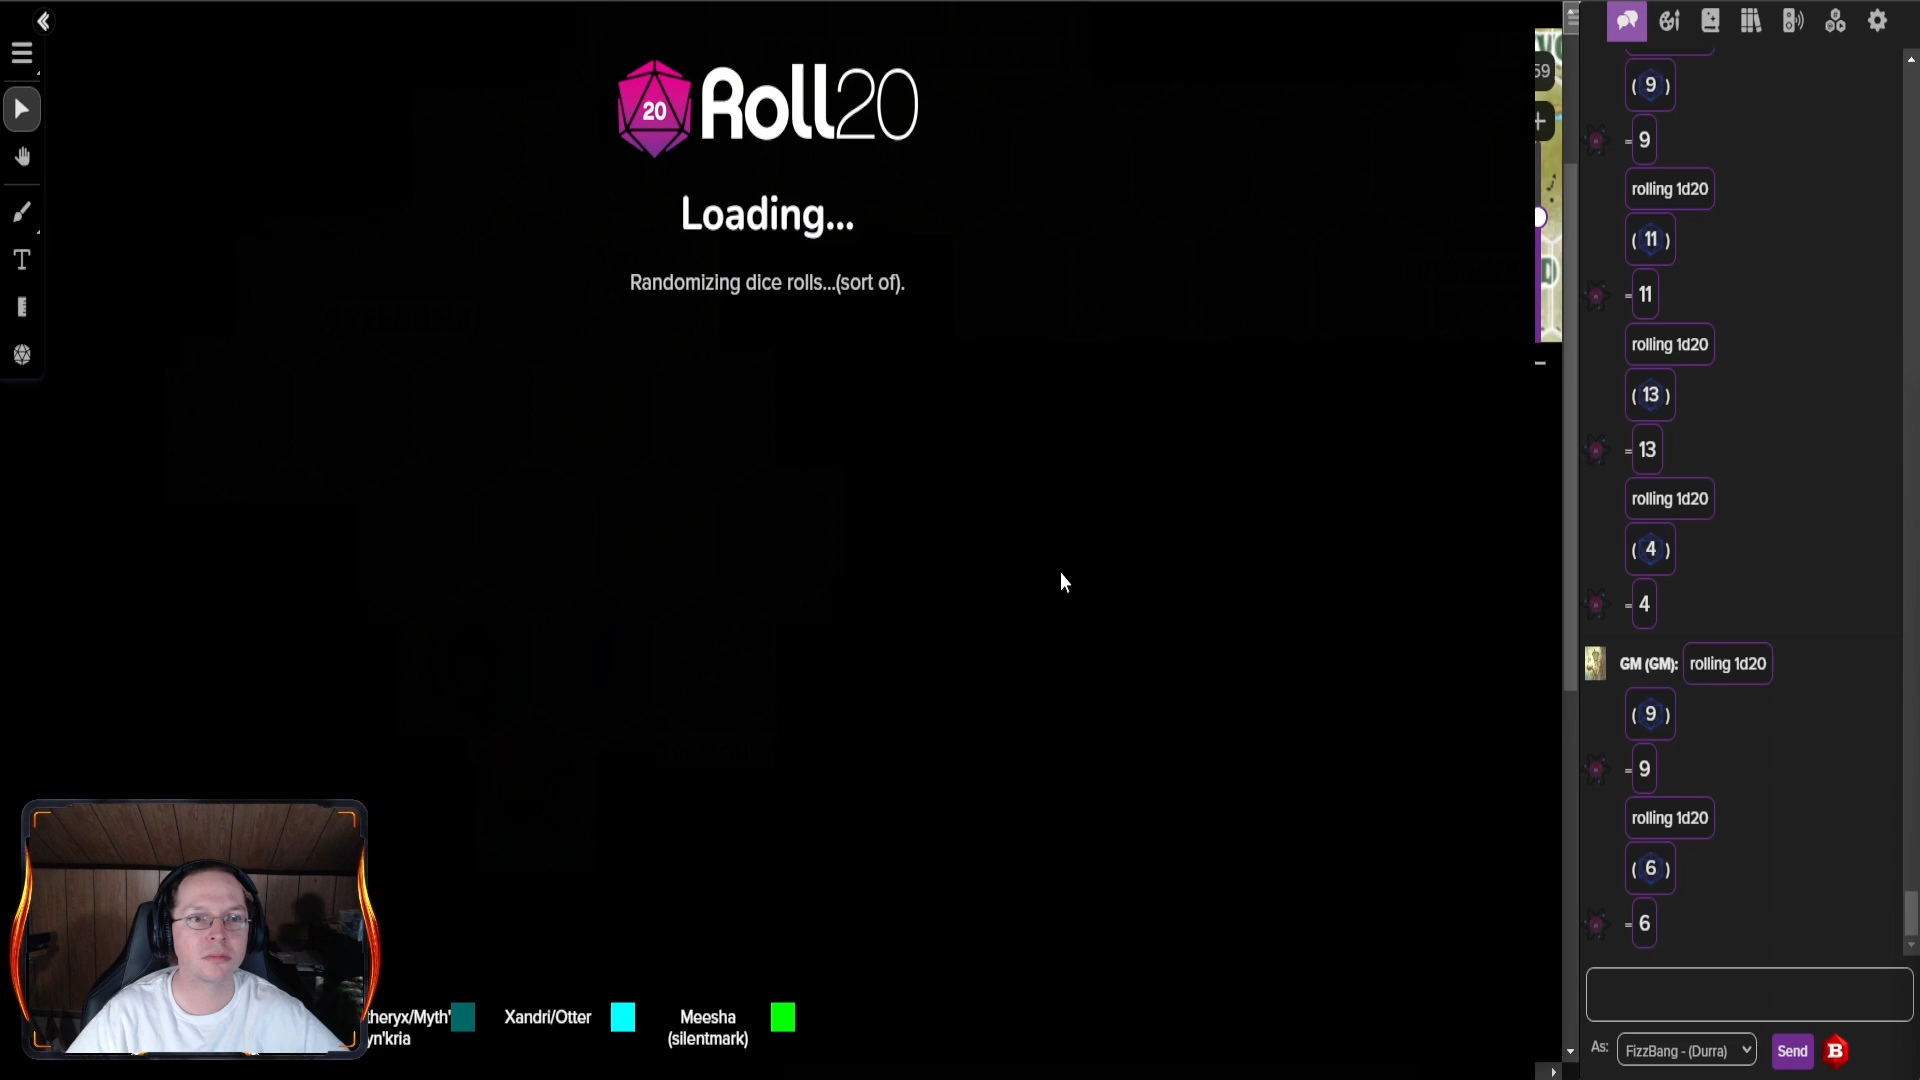 20
Roll20
Loading...
Randomizing dice rolls...(sort of).
59
+
theryx/Myth'
yn'kria
Xandri/Otter
Meesha
(silentmark)
(9)
=9
rolling 1d20
(11)
=11
rolling 1d20
(13)
=13
rolling 1d20
(4)
=4
GM (GM): rolling 1d20
(9)
=9
rolling 1d20
(6)
=6
As: FizzBang - (Durra) Send B